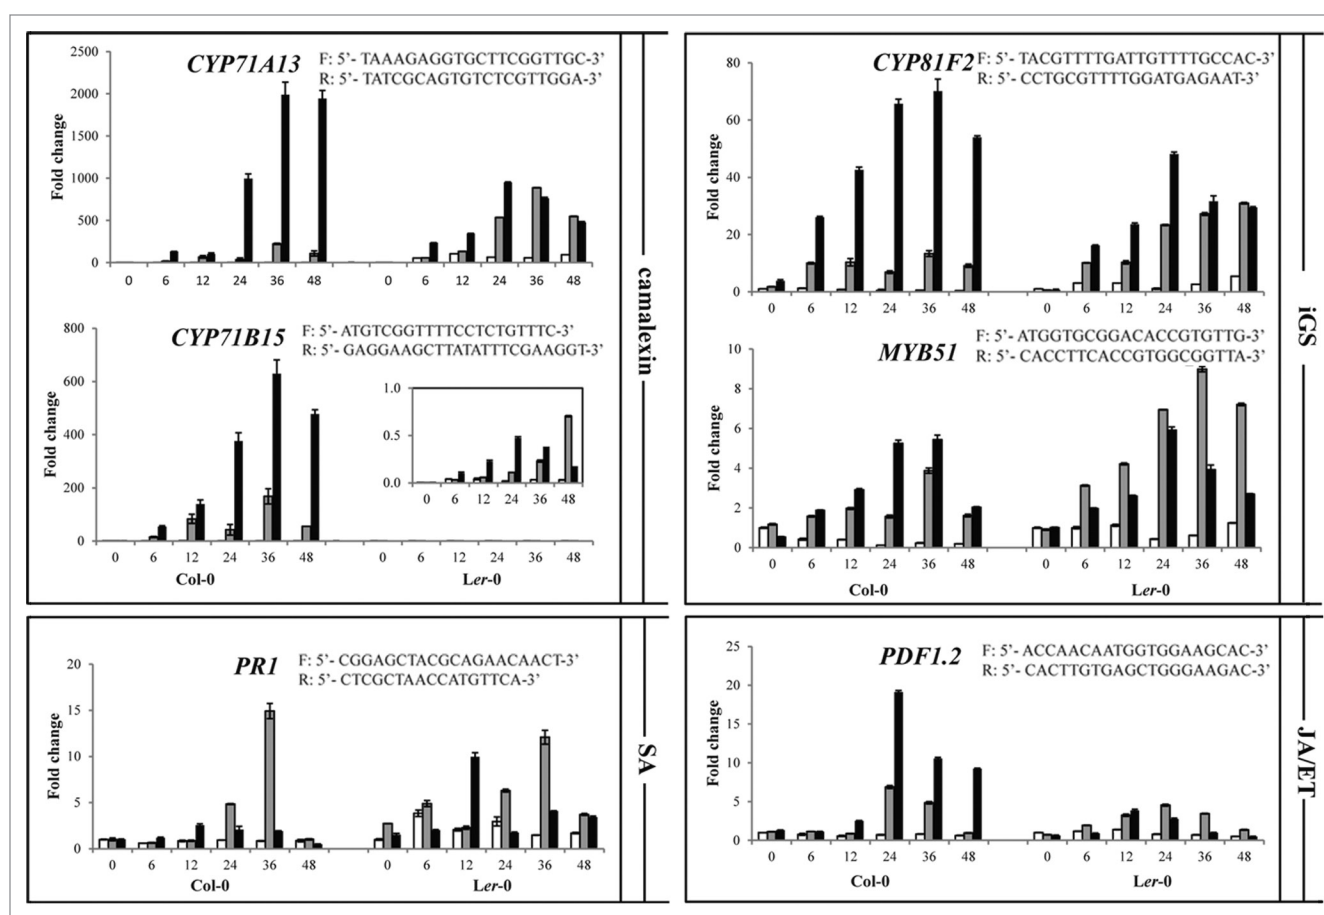 CYP71A13
F: 5’- TAAAGAGGTGCTTCGGTTGC-3’
R: 5’- TATCGCAGTGTCTCGTTGGA-3’
Fold change
2500
2000
1500
1000
500
0
0 6 12 24 36 48 0 6 12 24 36 48
CYP71B15
F: 5’- ATGTCGGTTTTCCTCTGTTTC-3’
R: 5’- GAGGAAGCTTATATTTCGAAGGT-3’
Fold change
800
600
400
200
0
1.0
0.5
0.0
0 6 12 24 36 48
0 6 12 24 36 48 0 6 12 24 36 48
Col-0 Ler-0
camalexin
CYP81F2
F: 5’- TACGTTTTGATTGTTTTGCCAC-3’
R: 5’- CCTGCGTTTTGGATGAGAAT-3’
Fold change
80
60
40
20
0
0 6 12 24 36 48 0 6 12 24 36 48
MYB51
F: 5’- ATGGTGCGGACACCGTGTTG-3’
R: 5’- CACCTTCACCGTGGCGGTTA-3’
Fold change
10
8
6
4
2
0
0 6 12 24 36 48 0 6 12 24 36 48
Col-0 Ler-0
iGS
PR1
F: 5’- CGGAGCTACGCAGAACAACT-3’
R: 5’- CTCGCTAACCATGTTCA-3’
Fold change
20
15
10
5
0
0 6 12 24 36 48 0 6 12 24 36 48
Col-0 Ler-0
SA
PDF1.2
F: 5’- ACCAACAATGGTGGAAGCAC-3’
R: 5’- CACTTGTGAGCTGGGAAGAC-3’
Fold change
25
20
15
10
5
0
0 6 12 24 36 48 0 6 12 24 36 48
Col-0 Ler-0
JA/ET